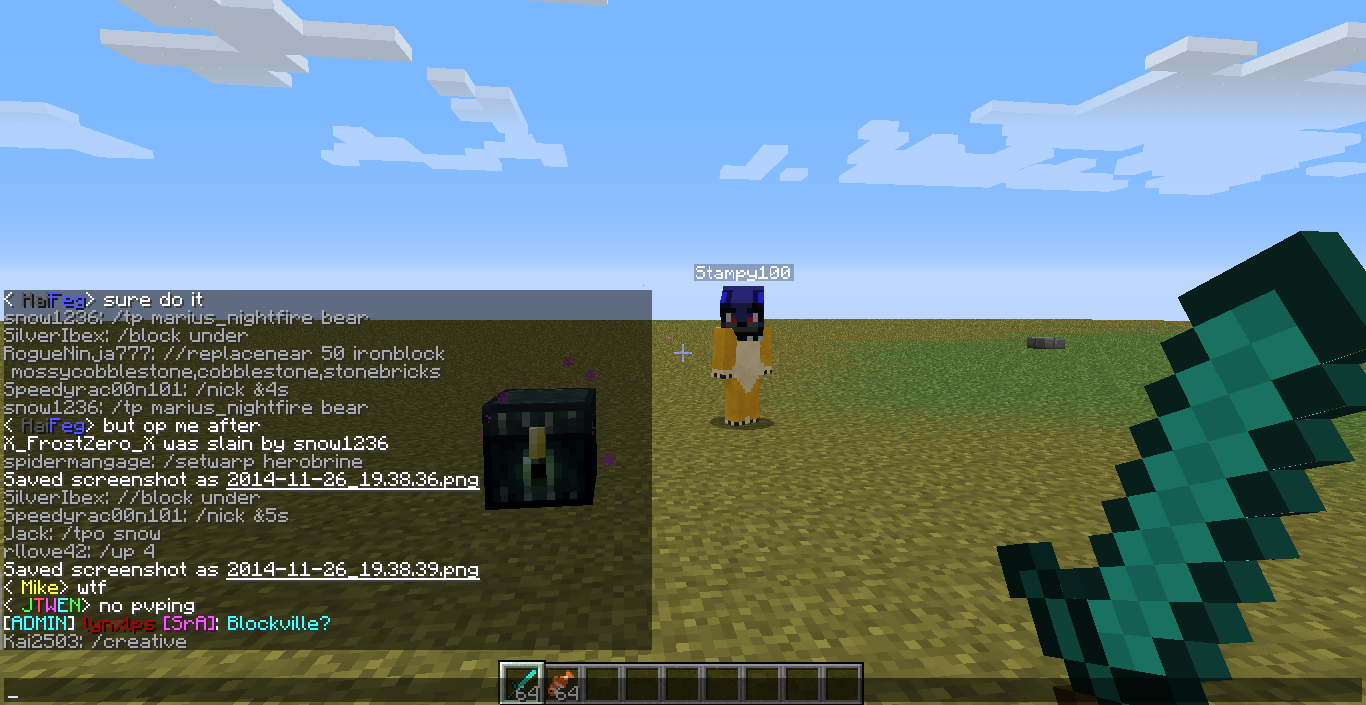 Stampy100
< HaiFeg> sure do it
snow1236: /tp marius_nightfire bear
SilverIbex: /block under
RogueNinja777: //replacenear 50 ironblock
mossycobblestone,cobblestone,stonebricks
Speedyrac00n101: /nick &4s
snow1236: /tp marius_nightfire bear
< HaiFeg> but op me after
X_FrostZero_X was slain by snow1236
spidermangage: /setwarp herobrine
Saved screenshot as 2014-11-26_19.38.36.png
SilverIbex: //block under
Speedyrac00n101: /nick &5s
Jack: /tpo snow
rllove42: /up 4
Saved screenshot as 2014-11-26_19.38.39.png
< Mike> wtf
< JTWEN> no pvping
[ADMIN] lynxlps [SrA]: Blockville?
Kai2503: /creative
_
64 64